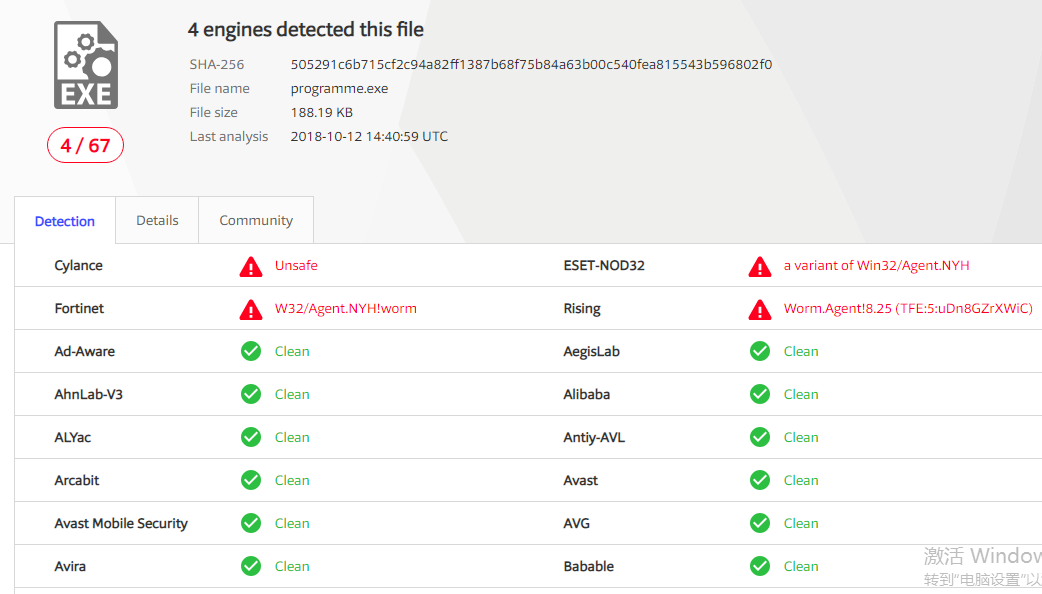 4 engines detected this file
SHA-256 505291c6b715cf2c94a82ff1387b68f75b84a63b00c540fea815543b596802f0
File name programme.exe
File size 188.19 KB
Last analysis 2018-10-12 14:40:59 UTC
EXE
4 / 67
Detection Details Community
Cylance Unsafe ESET-NOD32 a variant of Win32/Agent.NYH
Fortinet W32/Agent.NYH!worm Rising Worm.Agent!8.25 (TFE:5:uDn8GZrXWiC)
Ad-Aware Clean AegisLab Clean
AhnLab-V3 Clean Alibaba Clean
ALYac Clean Antiy-AVL Clean
Arcabit Clean Avast Clean
Avast Mobile Security Clean AVG Clean
Avira Clean Babable Clean
激活 Window
转到"电脑设置"以